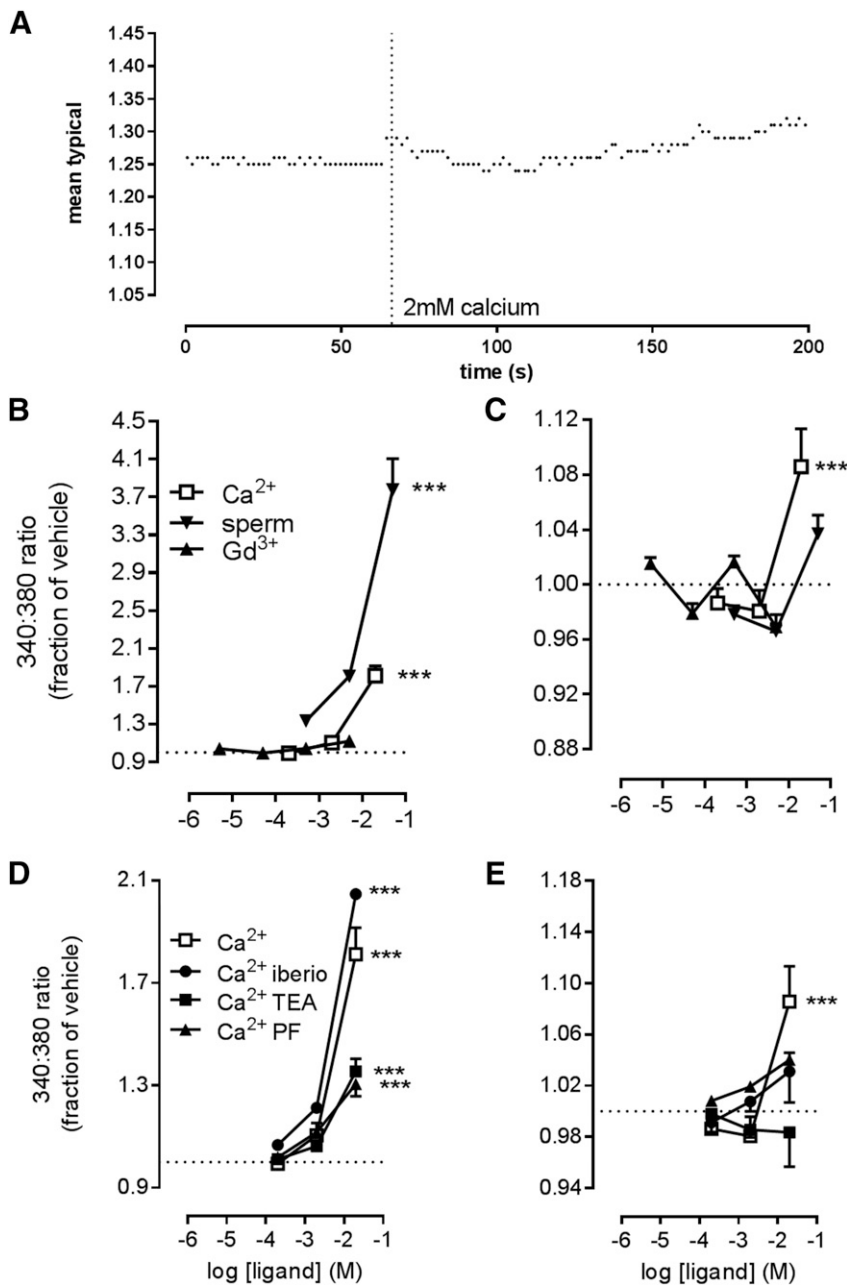 A
1.45
1.40
1.35
1.30
1.25
1.20
1.15
1.10
1.05
mean typical
2mM calcium
0 50 100 150 200
time (s)
B
4.5
4.1
3.7
3.3
2.9
2.5
2.1
1.7
1.3
0.9
340:380 ratio
(fraction of vehicle)
Ca²⁺
sperm
Gd³⁺
***
***
-6 -5 -4 -3 -2 -1
C
1.12
1.08
1.04
1.00
0.96
0.92
0.88
***
-6 -5 -4 -3 -2 -1
D
2.1
1.7
1.3
0.9
340:380 ratio
(fraction of vehicle)
Ca²⁺
Ca²⁺ iberio
Ca²⁺ TEA
Ca²⁺ PF
***
***
***
***
-6 -5 -4 -3 -2 -1
log [ligand] (M)
E
1.18
1.14
1.10
1.06
1.02
0.98
0.94
***
-6 -5 -4 -3 -2 -1
log [ligand] (M)